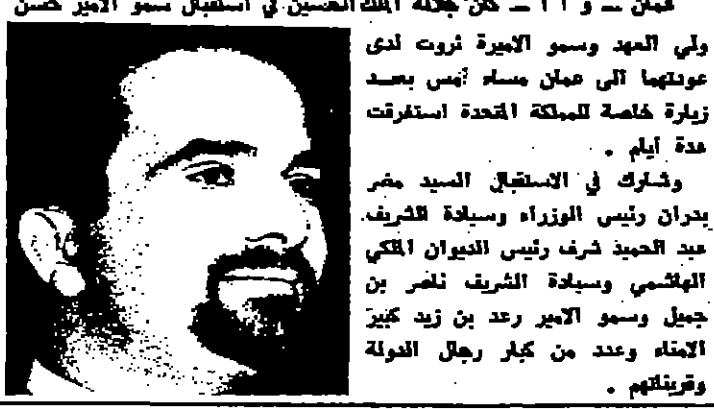 عمان ــ و ا ا ــ كان جلالة الملك الحسين في استقبال سمو الامير حسن
ولي العهد وسمو الاميرة ثروت لدى
عودتهما الى عمان مساء أمس بعــد
زيارة خاصة للمملكة المتحدة استغرقت
عدة أيام .
وشارك في الاستقبال السيد مضر
بدران رئيس الوزراء وسيادة الشريف
عبد الحميد شرف رئيس الديوان الملكي
الهاشمي وسيادة الشريف ناصر بن
جميل وسمو الامير رعد بن زيد كبير
الامناء وعدد من كبار رجال الدولة
وقريناتهم .